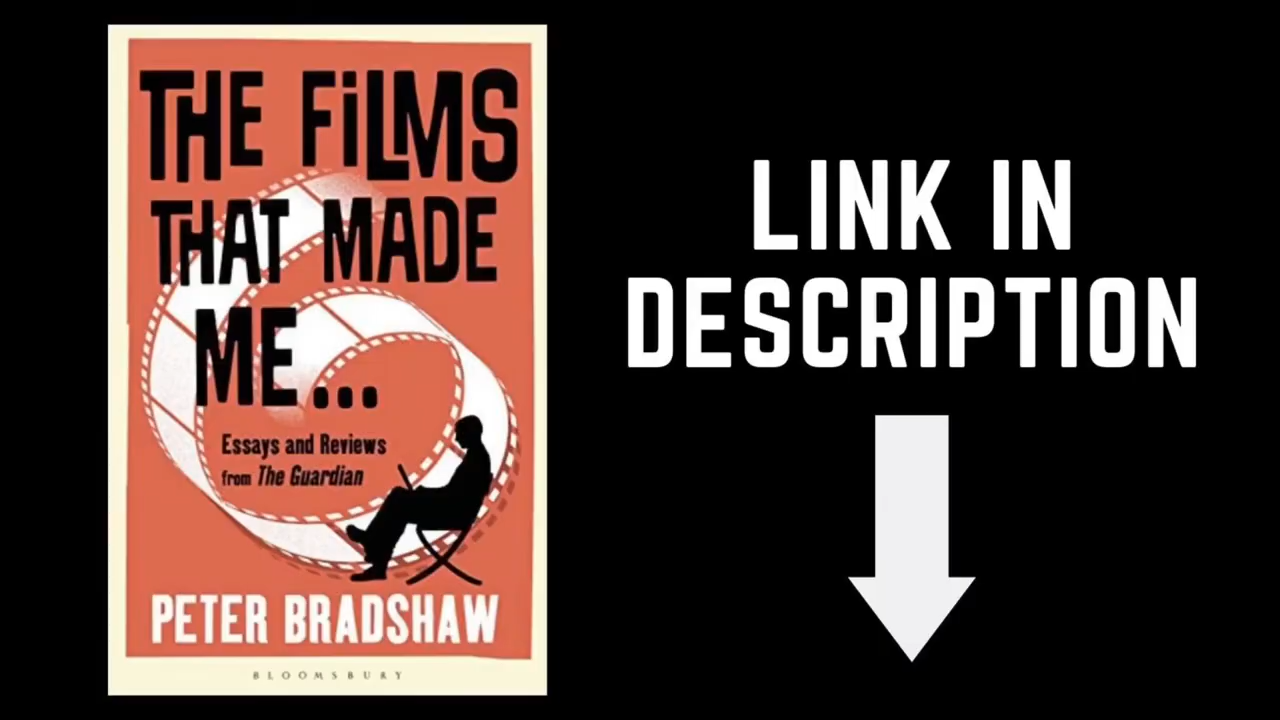 THE FiLMS
THAT MADE
ME...
Essays and Reviews
from The Guardian
PETER BRADSHAW
BLOOMSBURY
LINK IN
DESCRIPTION